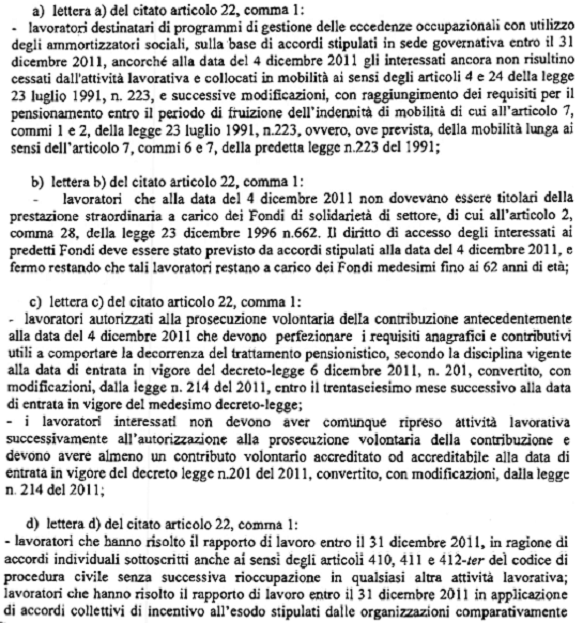 a) lettera a) del citato articolo 22, comma 1:
- lavoratori destinatari di programmi di gestione delle eccedenze occupazionali con utilizzo
degli ammortizzatori sociali, sulla base di accordi stipulati in sede governativa entro il 31
dicembre 2011, ancorché alla data del 4 dicembre 2011 gli interessati ancora non risultino
cessati dall'attività lavorativa e collocati in mobilità ai sensi degli articoli 4 e 24 della legge
23 luglio 1991, n. 223, e successive modificazioni, con raggiungimento dei requisiti per il
pensionamento entro il periodo di fruizione dell'indennità di mobilità di cui all'articolo 7,
commi 1 e 2, della legge 23 luglio 1991, n.223, ovvero, ove prevista, della mobilità lunga ai
sensi dell'articolo 7, commi 6 e 7, della predetta legge n.223 del 1991;
b) lettera b) del citato articolo 22, comma 1:
- lavoratori che alla data del 4 dicembre 2011 non dovevano essere titolari della
prestazione straordinaria a carico dei Fondi di solidarietà di settore, di cui all'articolo 2,
comma 28, della legge 23 dicembre 1996 n.662. Il diritto di accesso degli interessati ai
predetti Fondi deve essere stato previsto da accordi stipulati alla data del 4 dicembre 2011, e
fermo restando che tali lavoratori restano a carico dei Fondi medesimi fino ai 62 anni di età;
c) lettera c) del citato articolo 22, comma 1:
- lavoratori autorizzati alla prosecuzione volontaria della contribuzione antecedentemente
alla data del 4 dicembre 2011 che devono perfezionare i requisiti anagrafici e contributivi
utili a comportare la decorrenza del trattamento pensionistico, secondo la disciplina vigente
alla data di entrata in vigore del decreto-legge 6 dicembre 2011, n. 201, convertito, con
modificazioni, dalla legge n. 214 del 2011, entro il trentaseiesimo mese successivo alla data
di entrata in vigore del medesimo decreto-legge;
- i lavoratori interessati non devono aver comunque ripreso attività lavorativa
successivamente all'autorizzazione alla prosecuzione volontaria della contribuzione e
devono avere almeno un contributo volontario accreditato od accreditabile alla data di
entrata in vigore del decreto legge n.201 del 2011, convertito, con modificazioni, dalla legge
n. 214 del 2011;
d) lettera d) del citato articolo 22, comma 1:
- lavoratori che hanno risolto il rapporto di lavoro entro il 31 dicembre 2011, in ragione di
accordi individuali sottoscritti anche ai sensi degli articoli 410, 411 e 412-ter del codice di
procedura civile senza successiva rioccupazione in qualsiasi altra attività lavorativa;
lavoratori che hanno risolto il rapporto di lavoro entro il 31 dicembre 2011 in applicazione
di accordi collettivi di incentivo all'esodo stipulati dalle organizzazioni comparativamente